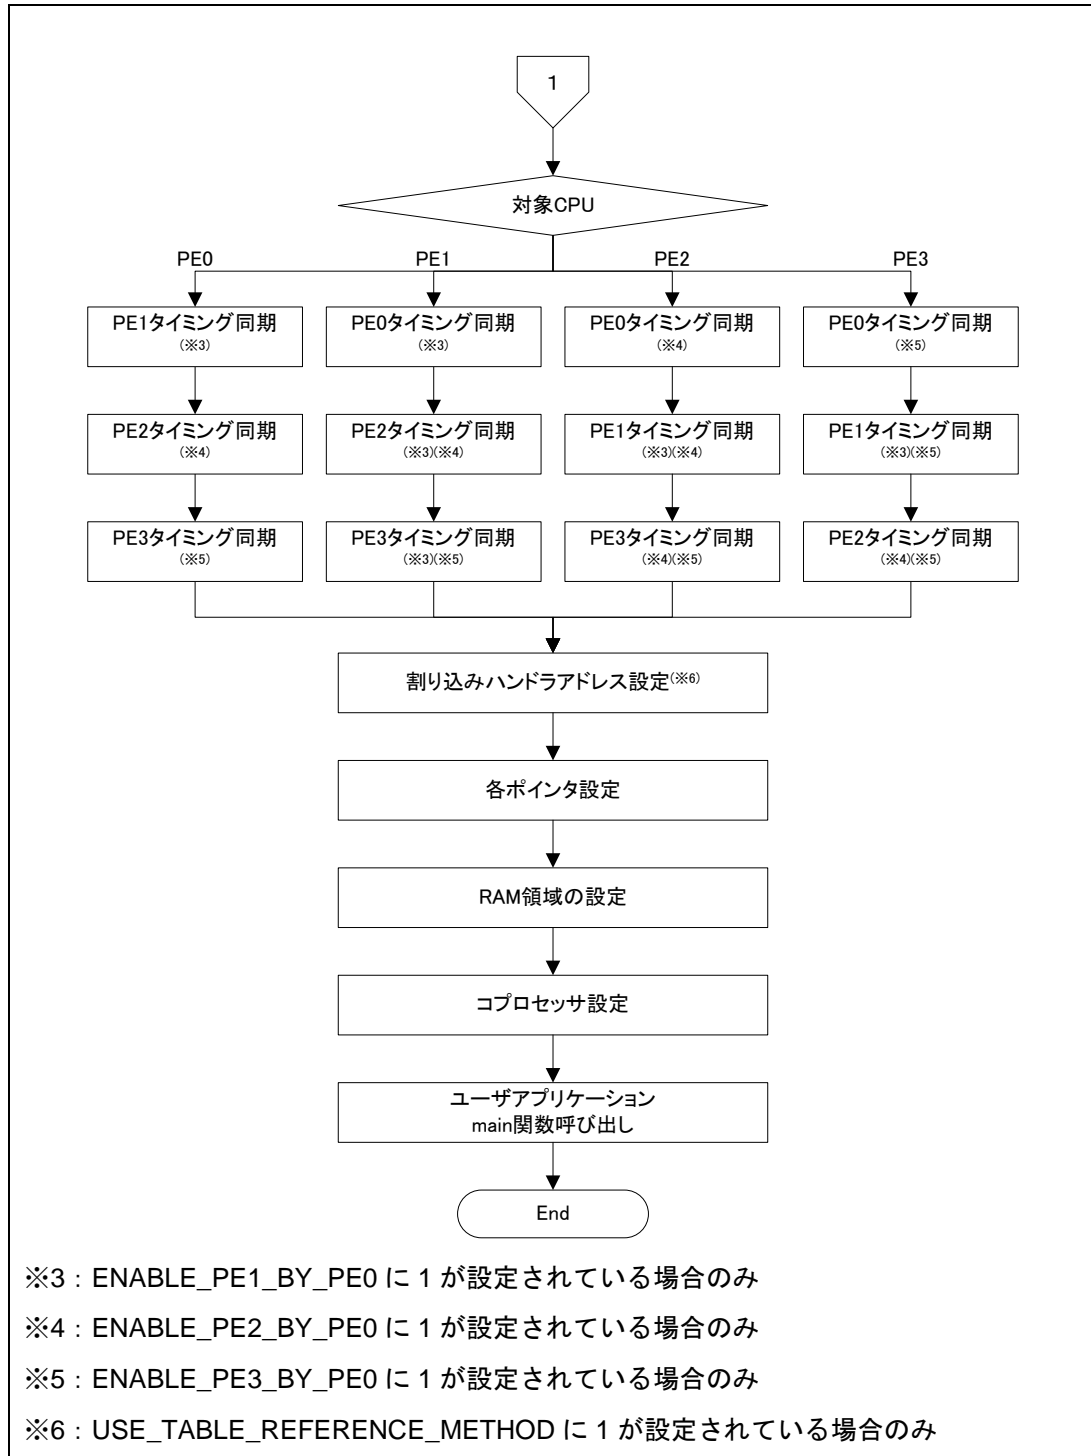 1
対象CPU
PE0
PE1
PE2
PE3
PE1タイミング同期
(※3)
PE0タイミング同期
(※3)
PE0タイミング同期
(※4)
PE0タイミング同期
(※5)
PE2タイミング同期
(※4)
PE2タイミング同期
(※3)(※4)
PE1タイミング同期
(※3)(※4)
PE1タイミング同期
(※3)(※5)
PE3タイミング同期
(※5)
PE3タイミング同期
(※3)(※5)
PE3タイミング同期
(※4)(※5)
PE2タイミング同期
(※4)(※5)
割り込みハンドラアドレス設定(※6)
各ポインタ設定
RAM領域の設定
コプロセッサ設定
ユーザアプリケーション
main関数呼び出し
End
※3：ENABLE_PE1_BY_PE0 に 1 が設定されている場合のみ
※4：ENABLE_PE2_BY_PE0 に 1 が設定されている場合のみ
※5：ENABLE_PE3_BY_PE0 に 1 が設定されている場合のみ
※6：USE_TABLE_REFERENCE_METHOD に 1 が設定されている場合のみ